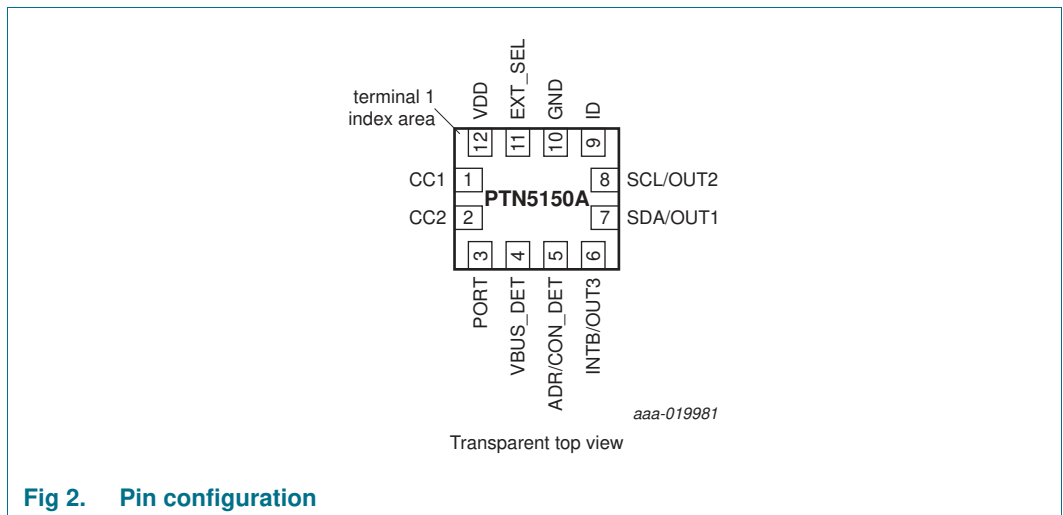 terminal 1
index area
VDD
EXT_SEL
GND
ID
12
11
10
9
CC1
1
8
SCL/OUT2
PTN5150A
CC2
2
7
SDA/OUT1
3
4
5
6
PORT
VBUS_DET
ADR/CON_DET
INTB/OUT3
aaa-019981
Transparent top view
Fig 2. Pin configuration